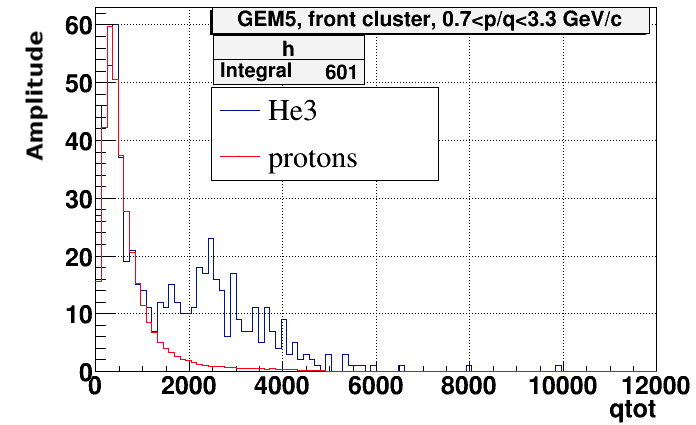 GEM5, front cluster, 0.7<p/q<3.3 GeV/c
h
Integral 601
He3
protons
Amplitude
60
50
40
30
20
10
0
0 2000 4000 6000 8000 10000 12000
qtot